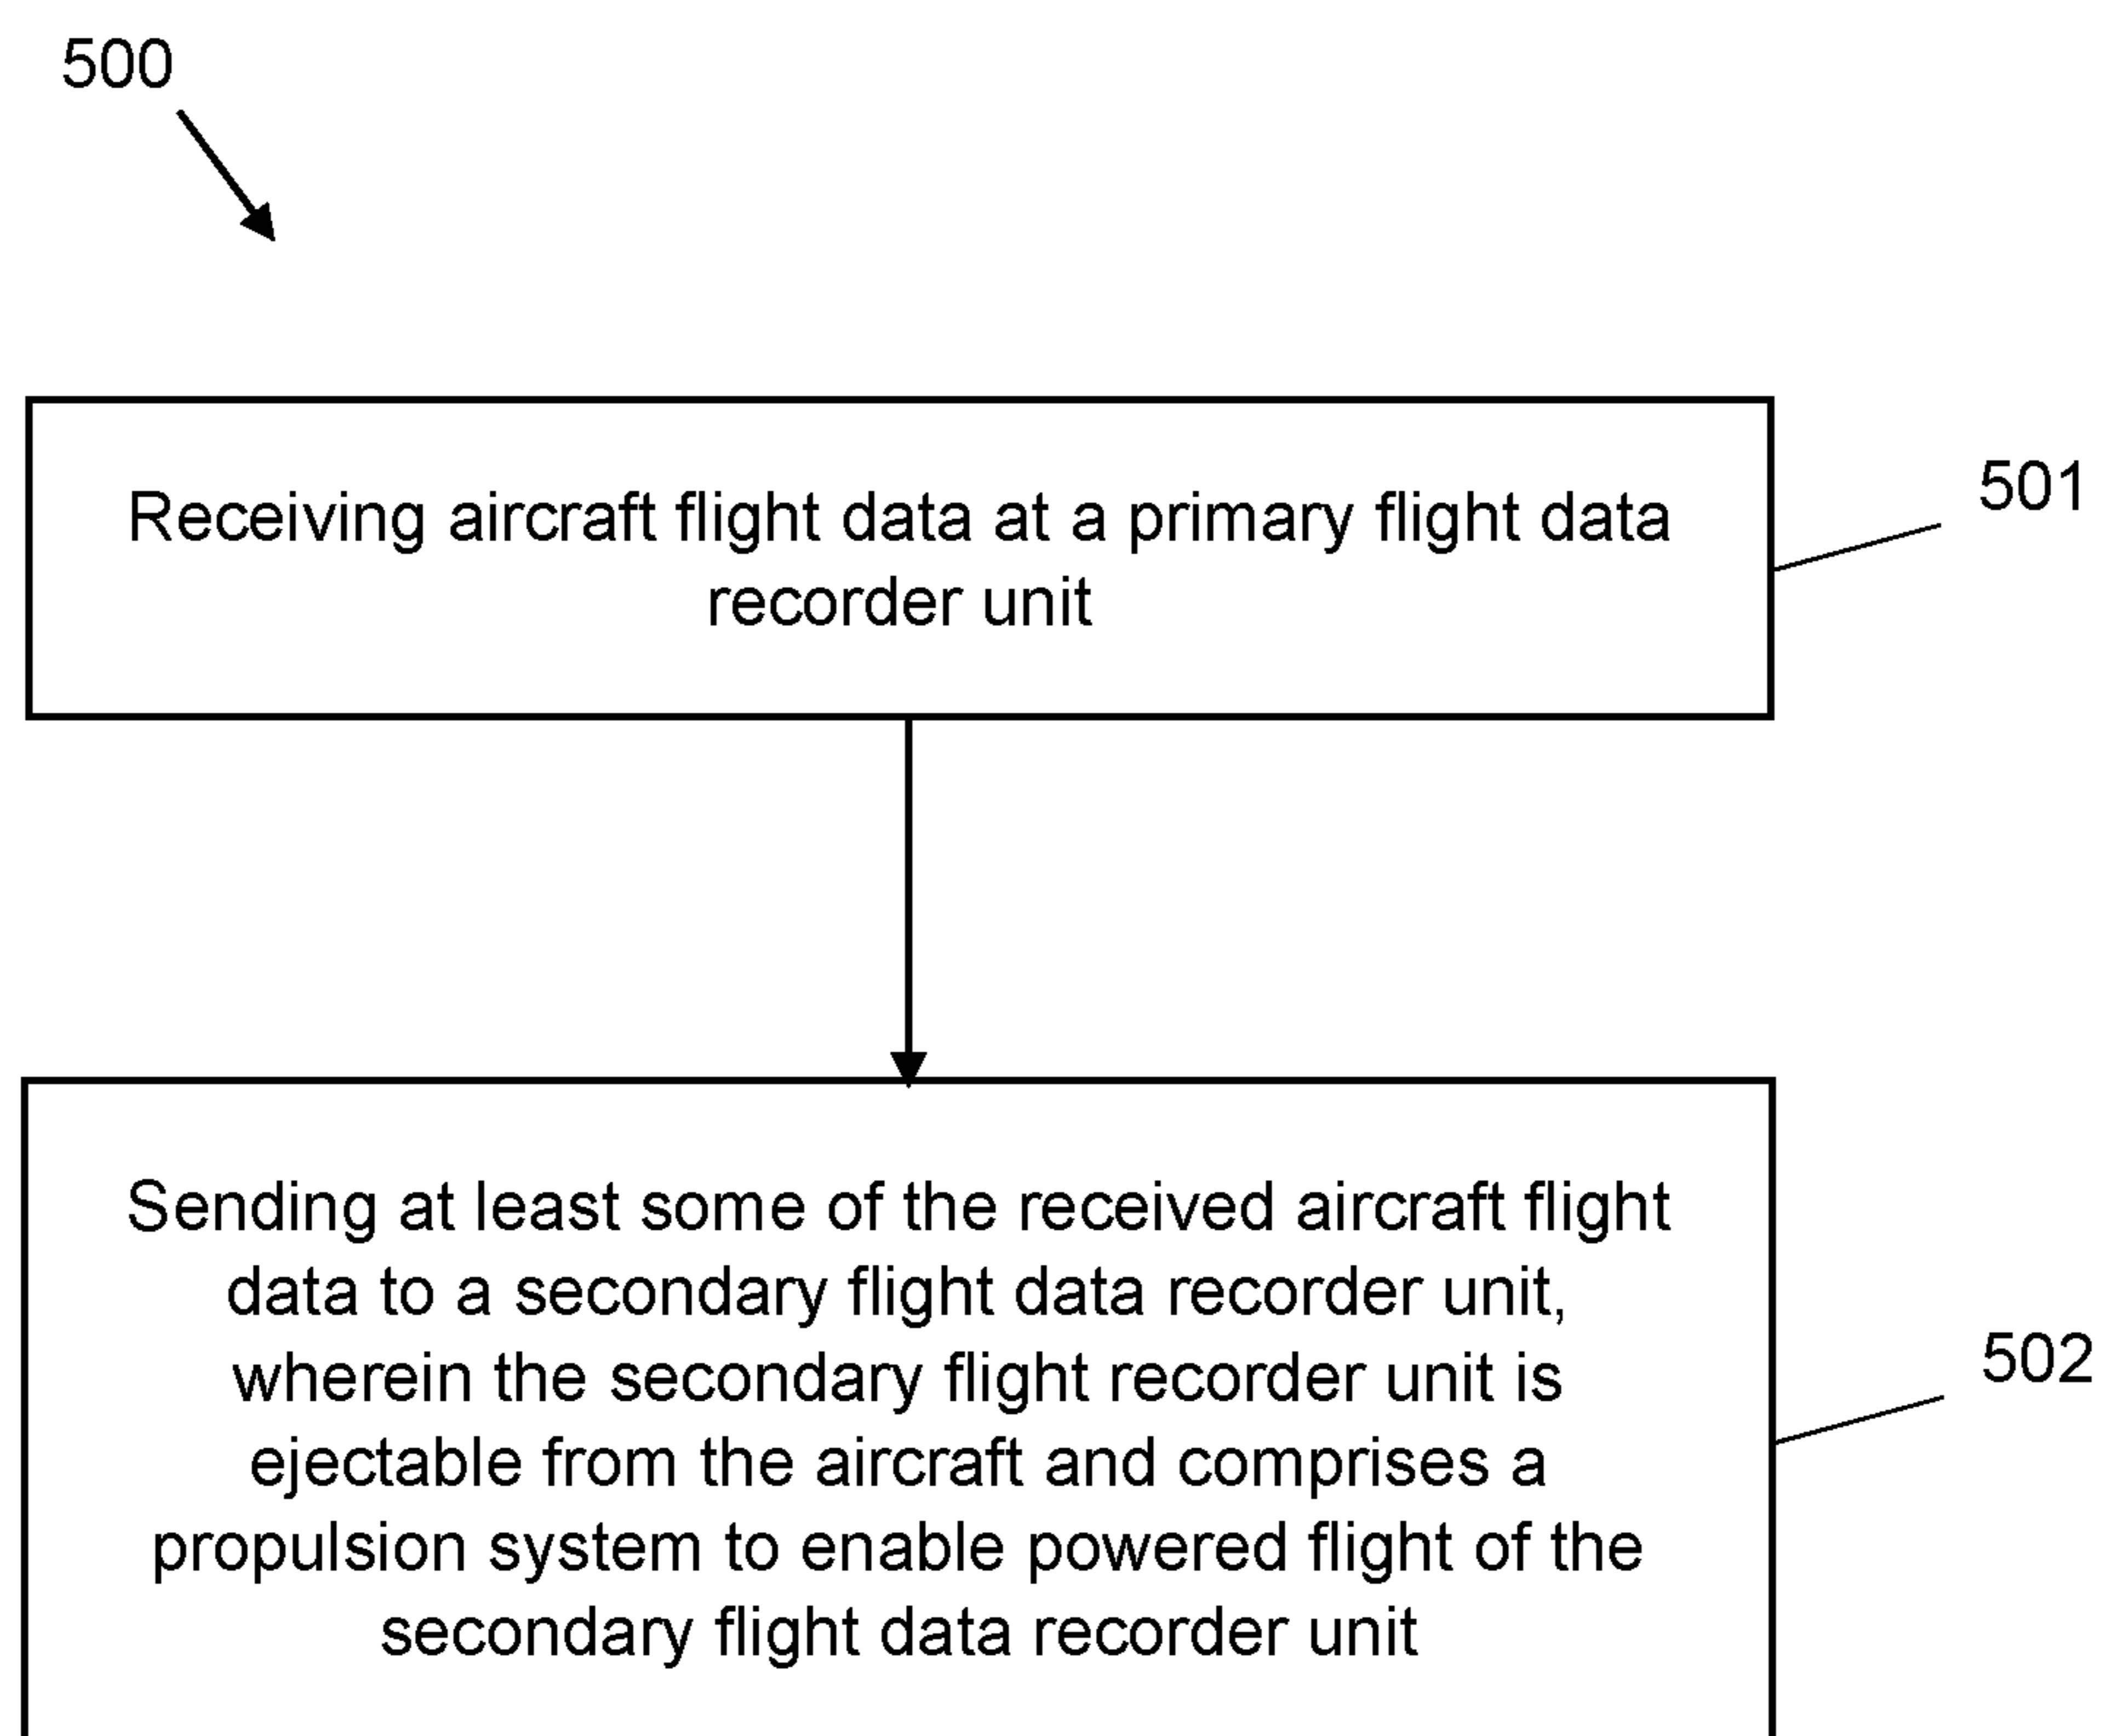 500
Receiving aircraft flight data at a primary flight data
recorder unit
501
Sending at least some of the received aircraft flight
data to a secondary flight data recorder unit,
wherein the secondary flight recorder unit is
ejectable from the aircraft and comprises a
propulsion system to enable powered flight of the
secondary flight data recorder unit
502